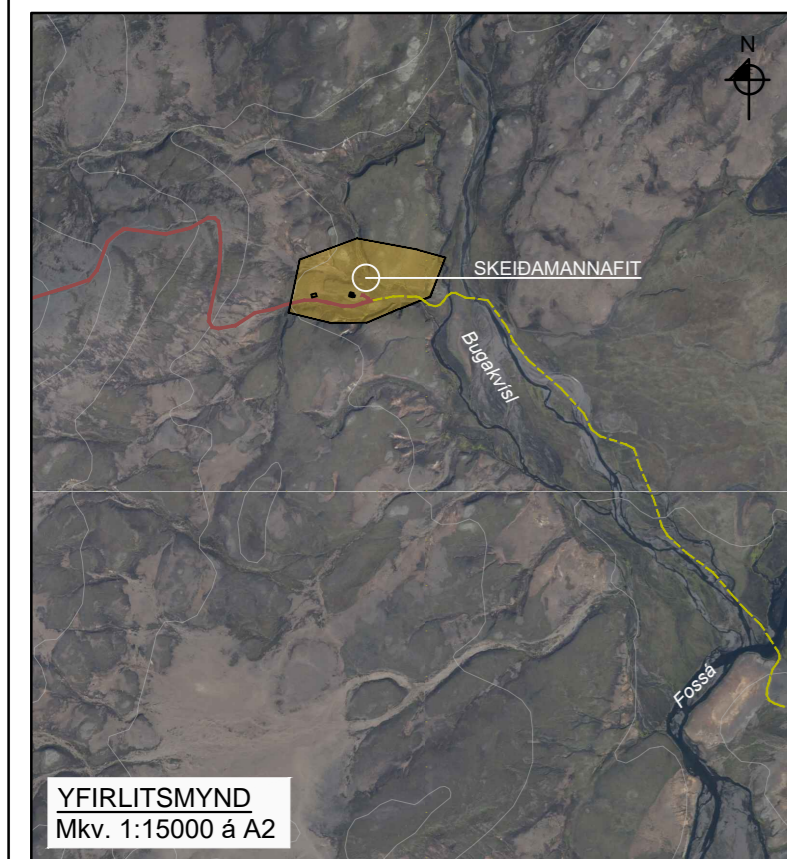 N
SKEIÐAMANNAFIT
Bugakvísl
Fossá
YFIRLITSMYND
Mkv. 1:15000 á A2